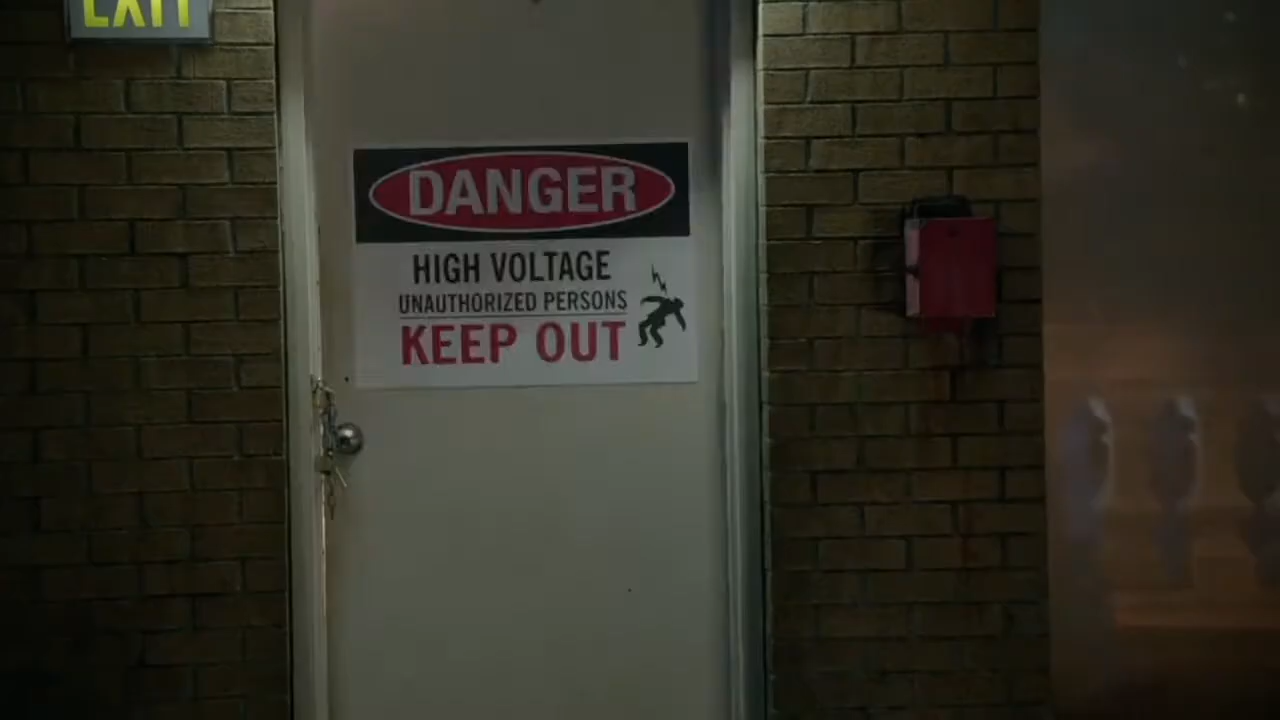 EXIT
DANGER
HIGH VOLTAGE
UNAUTHORIZED PERSONS
KEEP OUT